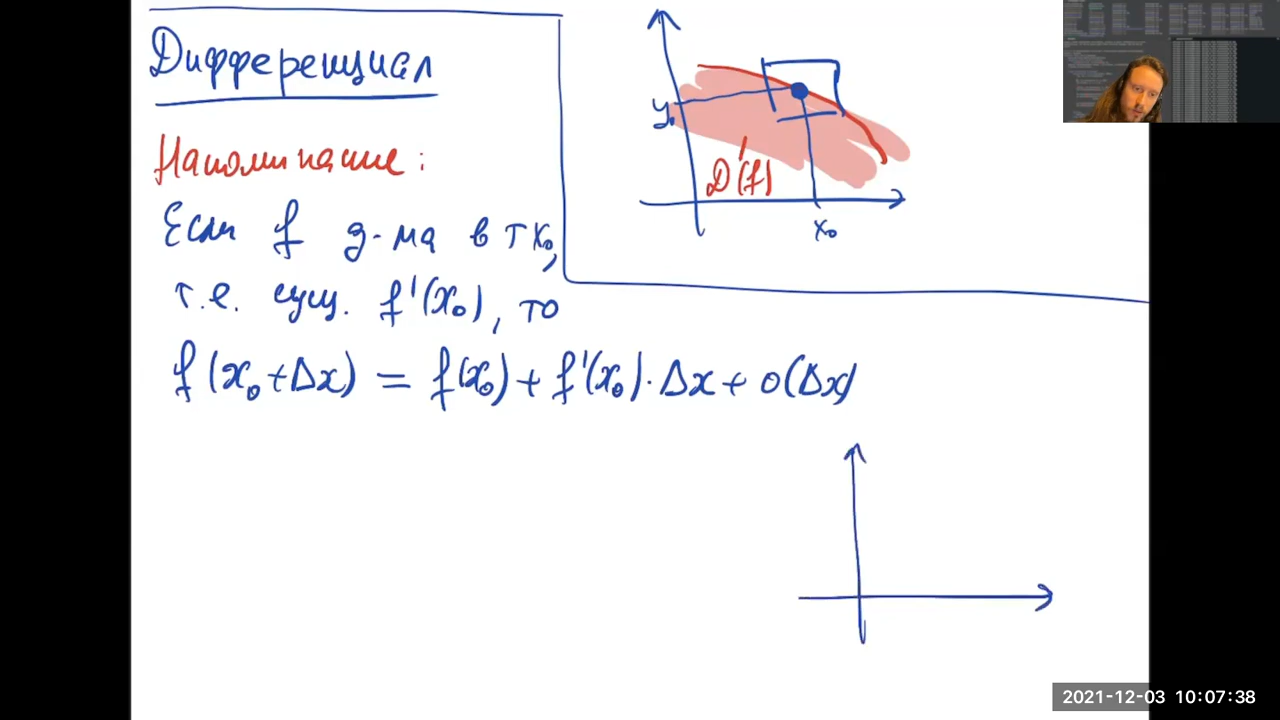 Дифференциал
Напоминание:
Если f д-ма в т x₀,
т.е. сущ. f'(x₀), то
f(x₀+Δx) = f(x₀) + f'(x₀)·Δx + o(Δx)
y₀
D(f)
x₀
2021-12-03 10:07:38